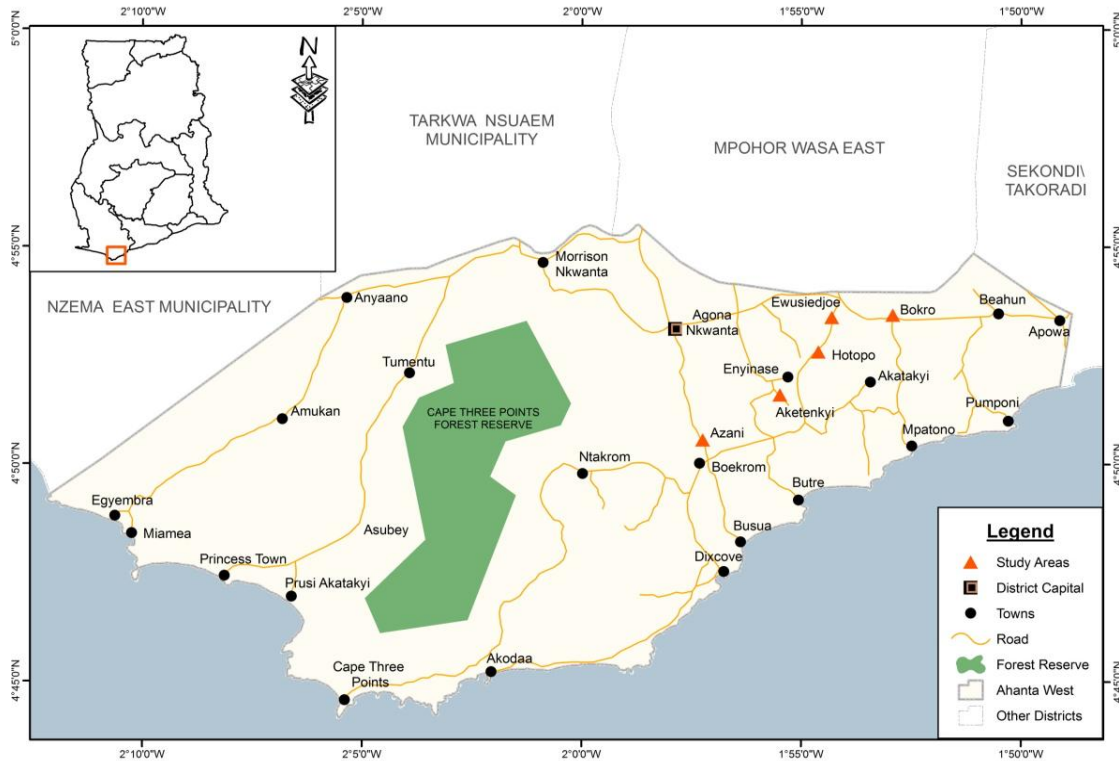 2°10'0"W
2°5'0"W
2°0'0"W
1°55'0"W
1°50'0"W
5°0'0"N
5°0'0"N
N
TARKWA NSUAEM
MUNICIPALITY
MPOHOR WASA EAST
SEKONDI\
TAKORADI
4°55'0"N
4°55'0"N
NZEMA EAST MUNICIPALITY
Morrison
Nkwanta
Anyaano
Agona
Nkwanta
Ewusiedjoe
Bokro
Beahun
Apowa
Hotopo
Tumentu
Enyinase
Akatakyi
Aketenkyi
Pumponi
Amukan
CAPE THREE POINTS
FOREST RESERVE
Azani
Mpatono
4°50'0"N
4°50'0"N
Ntakrom
Boekrom
Butre
Egyembra
Miamea
Asubey
Busua
Dixcove
Princess Town
Prusi Akatakyi
Akodaa
Cape Three
Points
4°45'0"N
4°45'0"N
Legend
Study Areas
District Capital
Towns
Road
Forest Reserve
Ahanta West
Other Districts
2°10'0"W
2°5'0"W
2°0'0"W
1°55'0"W
1°50'0"W